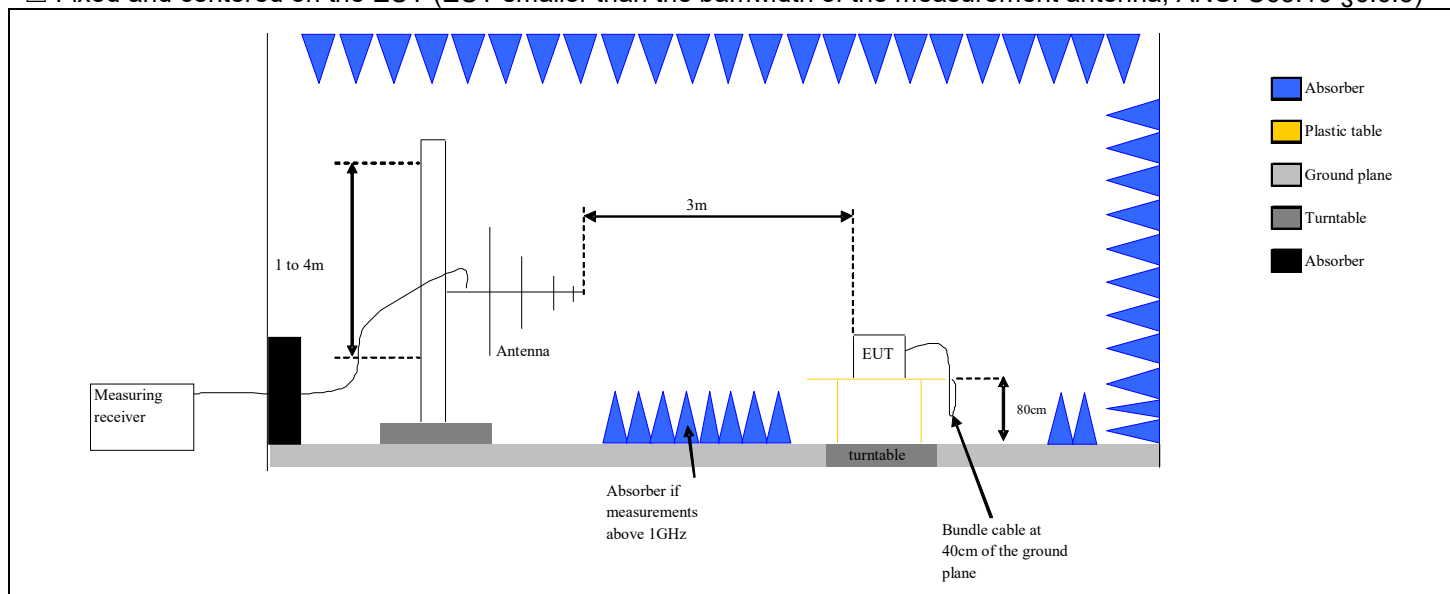 Absorber
Plastic table
Ground plane
Turntable
Absorber
3m
1 to 4m
Antenna
EUT
Measuring
receiver
80cm
turntable
Absorber if
measurements
above 1GHz
Bundle cable at
40cm of the ground
plane